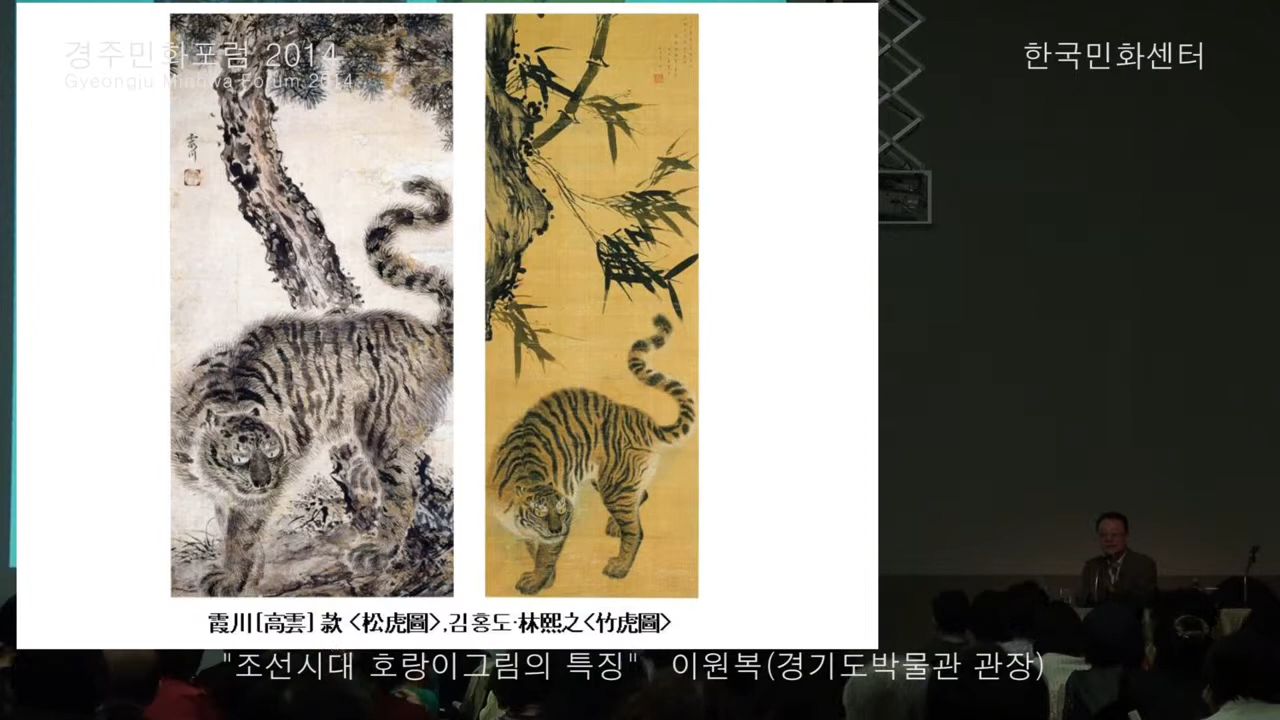 경주민화포럼 2014
Gyeongju Minhwa Forum 2014
한국민화센터
霞川
霞川[高雲] 款 <松虎圖>,김홍도·林熙之<竹虎圖>
"조선시대 호랑이그림의 특징" 이원복(경기도박물관 관장)